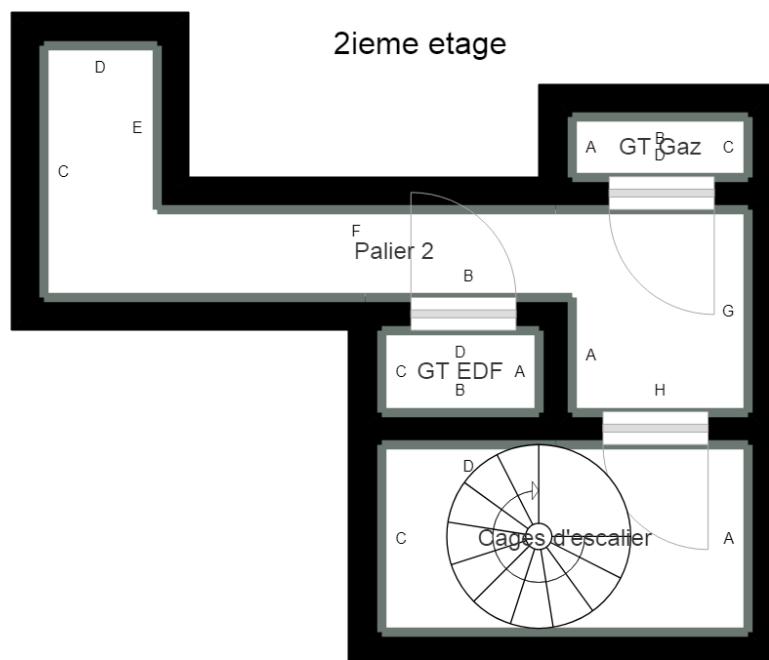 2ieme etage
D
E
C
F
Palier 2
B
A
G
H
A
B
GT Gaz
D
C
D
C
GT EDF
A
B
D
C
Cages d'escalier
A